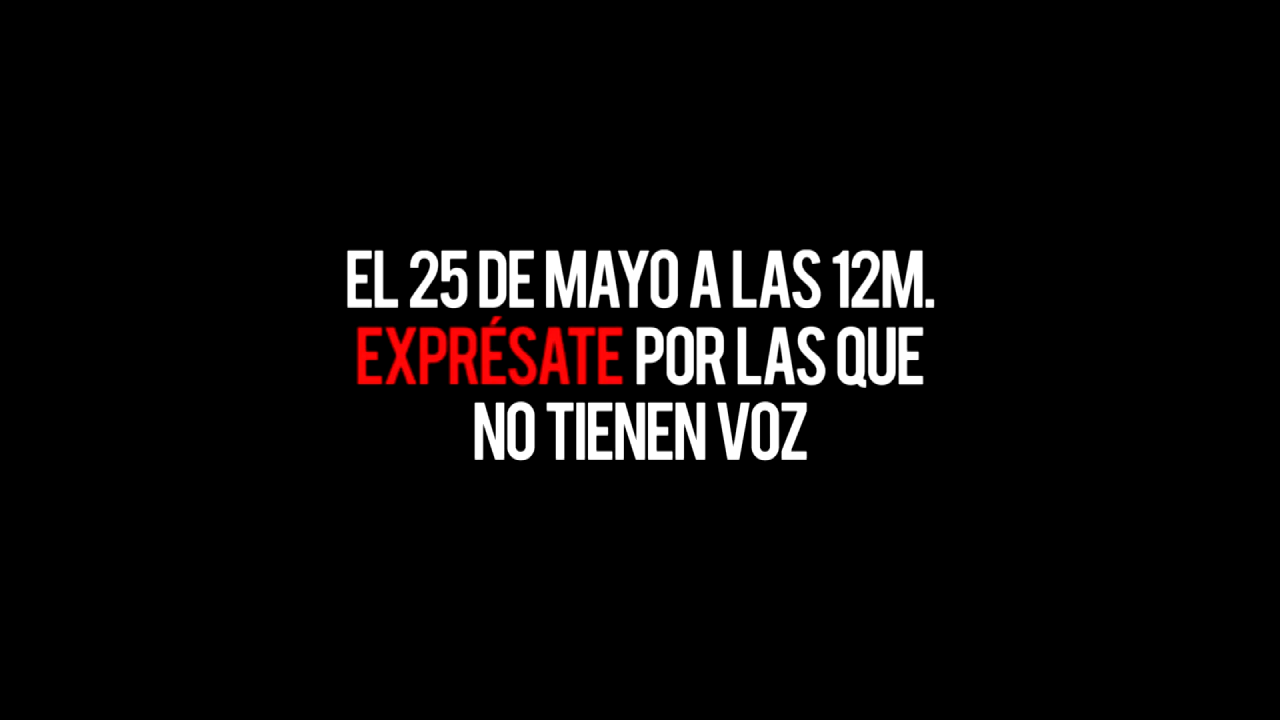 EL 25 DE MAYO A LAS 12M.
EXPRÉSATE POR LAS QUE
NO TIENEN VOZ